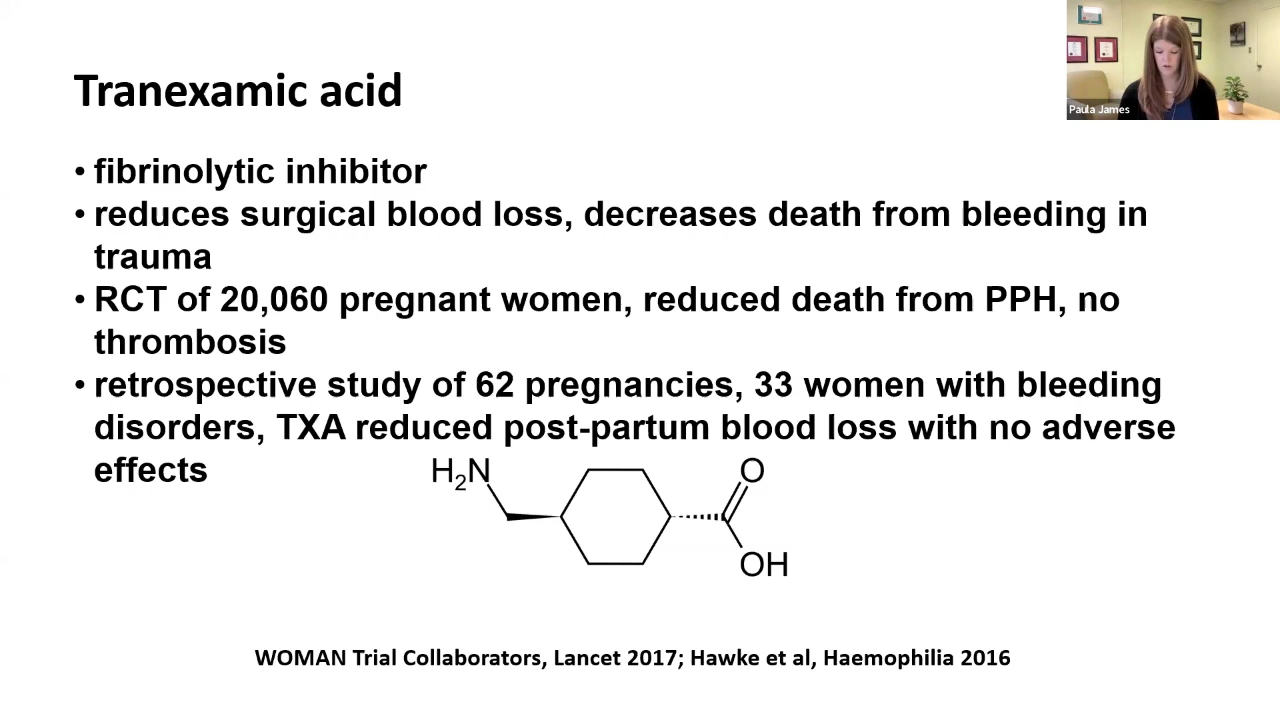 Tranexamic acid
Paula James
• fibrinolytic inhibitor
• reduces surgical blood loss, decreases death from bleeding in
trauma
• RCT of 20,060 pregnant women, reduced death from PPH, no
thrombosis
• retrospective study of 62 pregnancies, 33 women with bleeding
disorders, TXA reduced post-partum blood loss with no adverse
effects
H₂N
O
OH
WOMAN Trial Collaborators, Lancet 2017; Hawke et al, Haemophilia 2016